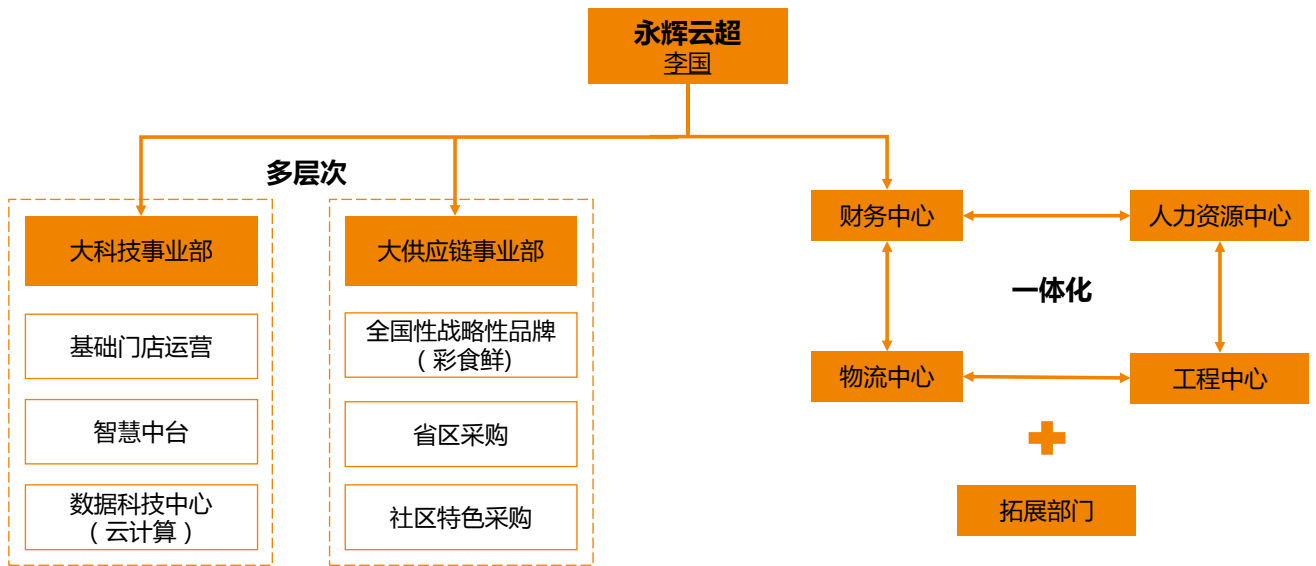 永辉云超
李国
多层次
大科技事业部
基础门店运营
智慧中台
数据科技中心
（云计算）
大供应链事业部
全国性战略性品牌
（彩食鲜)
省区采购
社区特色采购
财务中心
人力资源中心
一体化
物流中心
工程中心
拓展部门